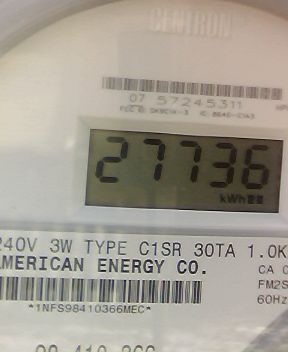 CENTRON
07 57245311
27736
kWh
240V 3W TYPE C1SR 30TA 1.0K
AMERICAN ENERGY CO.
CA
FM2S
60Hz
*1NFS98410366MEC*